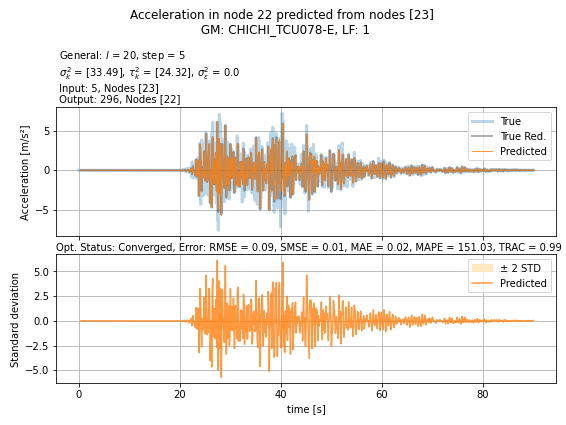 Acceleration in node 22 predicted from nodes [23]
GM: CHICHI_TCU078-E, LF: 1
General: l = 20, step = 5
σ²ₖ = [33.49], τ²ₖ = [24.32], σ²ε = 0.0
Input: 5, Nodes [23]
Output: 296, Nodes [22]
Acceleration [m/s²]
5
0
−5
True
True Red.
Predicted
Opt. Status: Converged, Error: RMSE = 0.09, SMSE = 0.01, MAE = 0.02, MAPE = 151.03, TRAC = 0.99
Standard deviation
5.0
2.5
0.0
−2.5
−5.0
± 2 STD
Predicted
0 20 40 60 80
time [s]